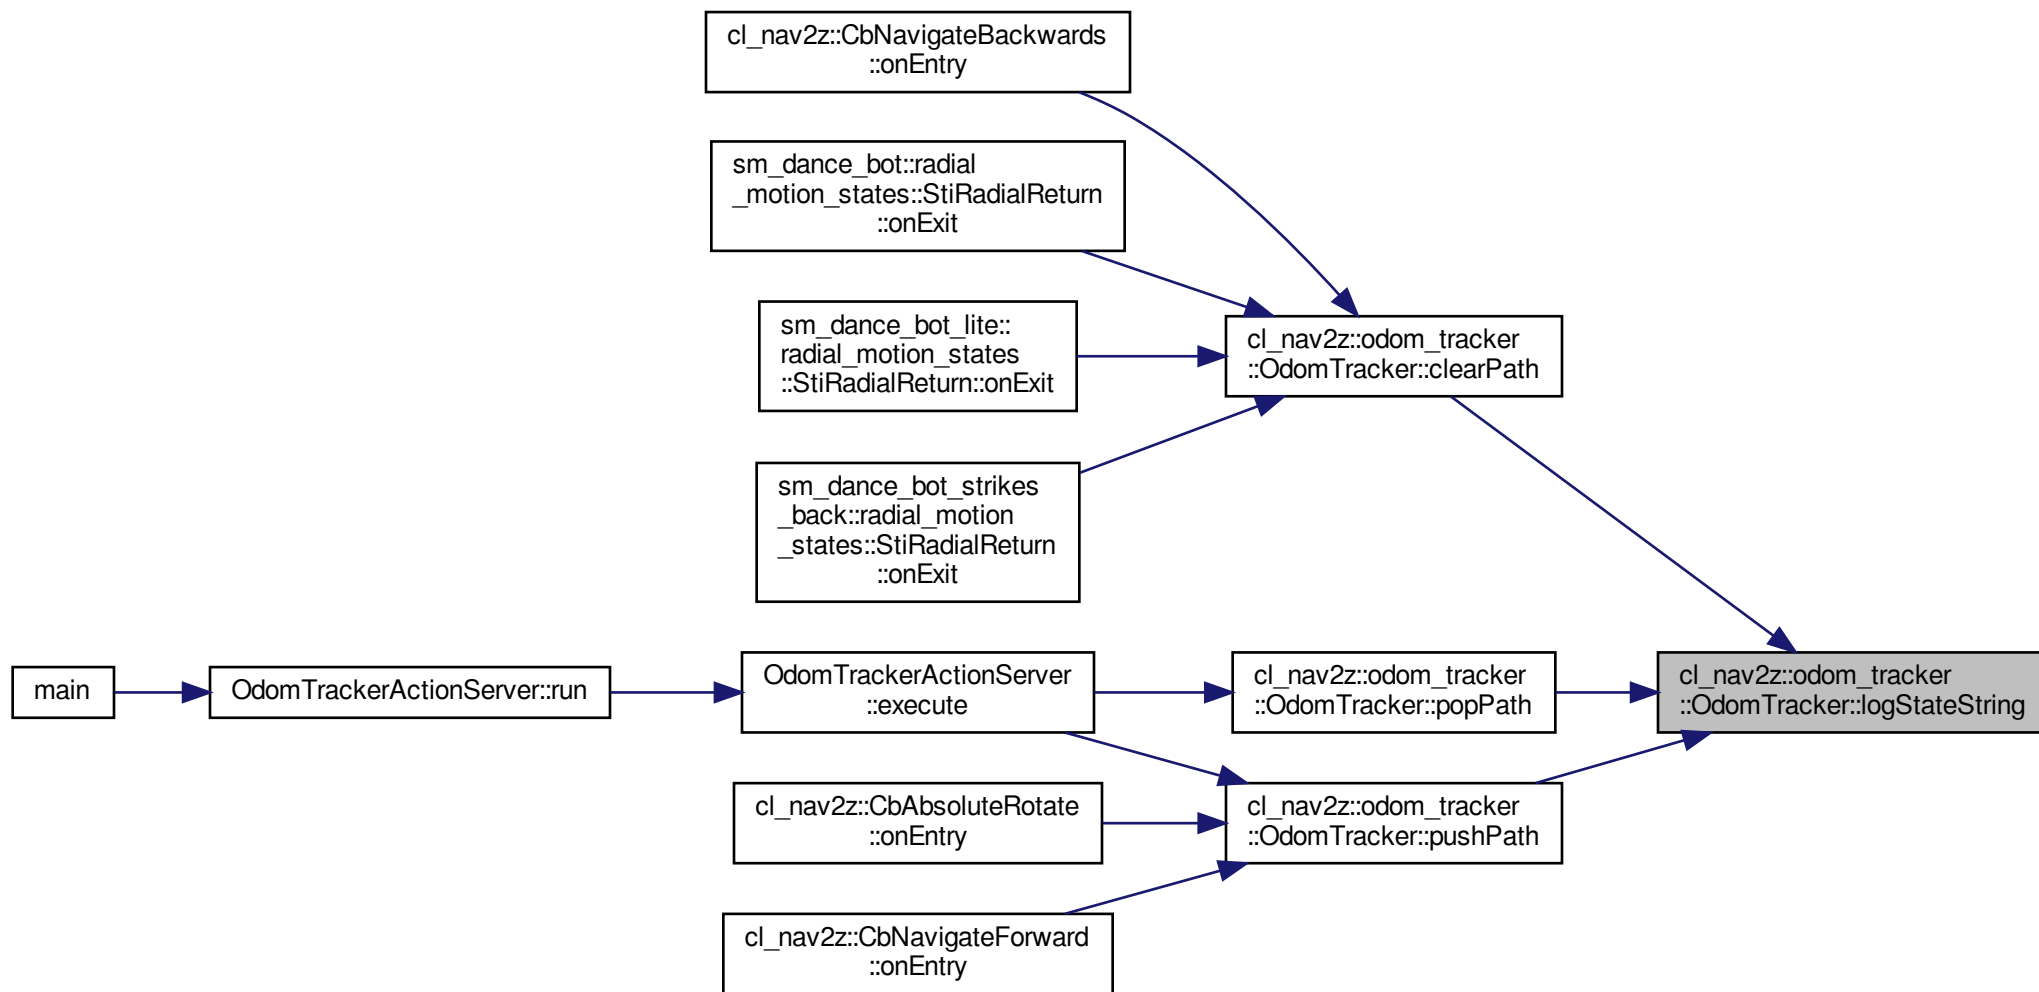 cl_nav2z::CbNavigateBackwards
::onEntry
sm_dance_bot::radial
_motion_states::StiRadialReturn
::onExit
sm_dance_bot_lite::
radial_motion_states
::StiRadialReturn::onExit
cl_nav2z::odom_tracker
::OdomTracker::clearPath
sm_dance_bot_strikes
_back::radial_motion
_states::StiRadialReturn
::onExit
main
OdomTrackerActionServer::run
OdomTrackerActionServer
::execute
cl_nav2z::odom_tracker
::OdomTracker::popPath
cl_nav2z::odom_tracker
::OdomTracker::logStateString
cl_nav2z::CbAbsoluteRotate
::onEntry
cl_nav2z::odom_tracker
::OdomTracker::pushPath
cl_nav2z::CbNavigateForward
::onEntry